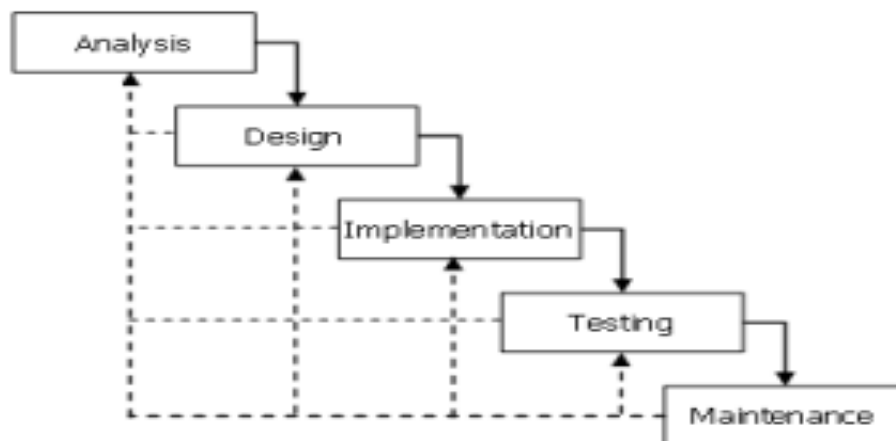 Analysis
Design
Implementation
Testing
Maintenance